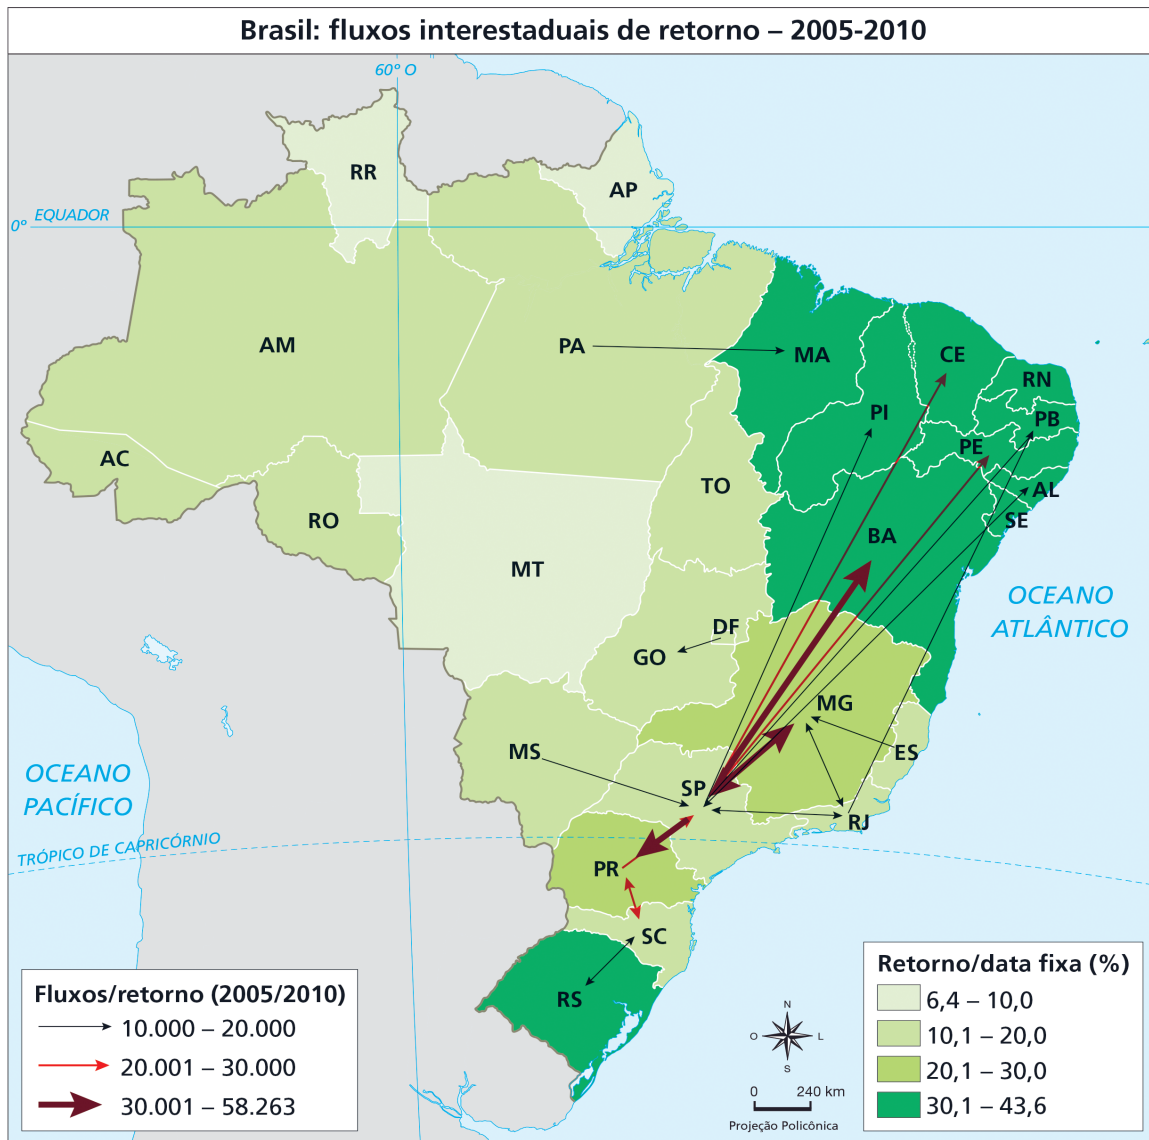 Brasil: fluxos interestaduais de retorno – 2005-2010
60º O
RR
AP
0º EQUADOR
AM
PA
MA
CE
RN
PI
PB
PE
AC
TO
AL
RO
SE
BA
MT
OCEANO
ATLÂNTICO
DF
GO
MG
MS
ES
OCEANO
PACÍFICO
SP
RJ
TRÓPICO DE CAPRICÓRNIO
PR
SC
RS
Fluxos/retorno (2005/2010)
10.000 – 20.000
20.001 – 30.000
30.001 – 58.263
N
O
L
S
0 240 km
Projeção Policônica
Retorno/data fixa (%)
6,4 – 10,0
10,1 – 20,0
20,1 – 30,0
30,1 – 43,6